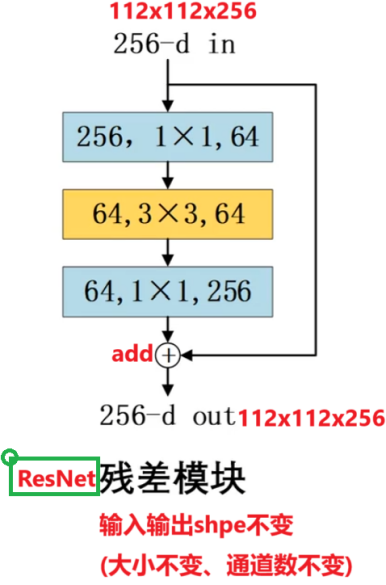 112x112x256
256-d in
256, 1×1,64
64,3×3,64
64,1×1,256
add
256-d out112x112x256
ResNet残差模块
输入输出shpe不变
(大小不变、通道数不变)